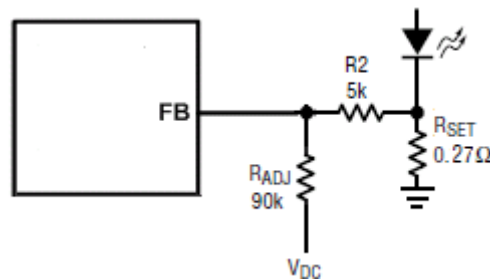 FB
R2
5k
RSET
0.27Ω
RADJ
90k
VDC